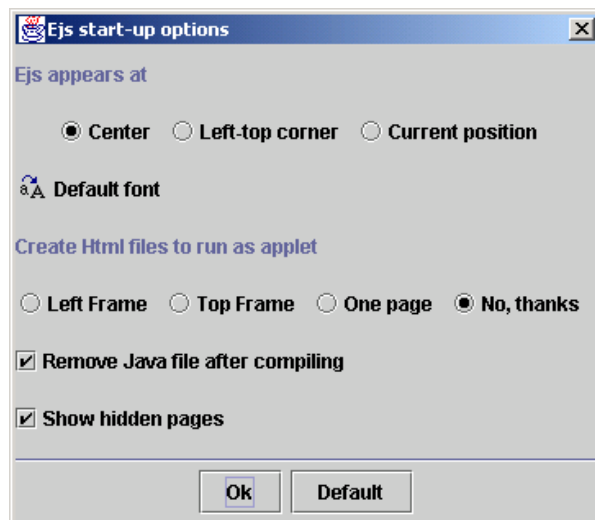 Ejs start-up options
Ejs appears at
Center Left-top corner Current position
aA Default font
Create Html files to run as applet
Left Frame Top Frame One page No, thanks
Remove Java file after compiling
Show hidden pages
Ok Default